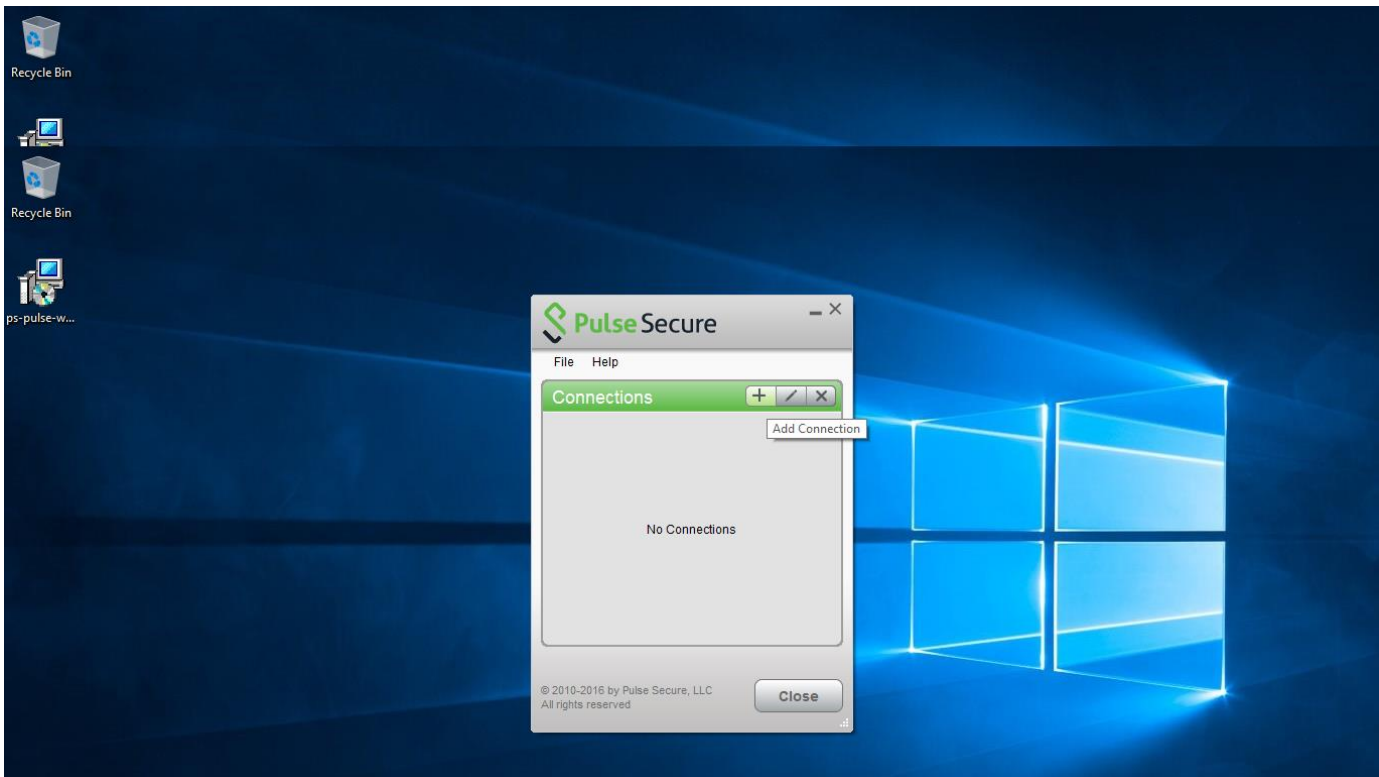 Recycle Bin
Recycle Bin
ps-pulse-w...
Pulse Secure
File Help
Connections
Add Connection
No Connections
© 2010-2016 by Pulse Secure, LLC
All rights reserved
Close